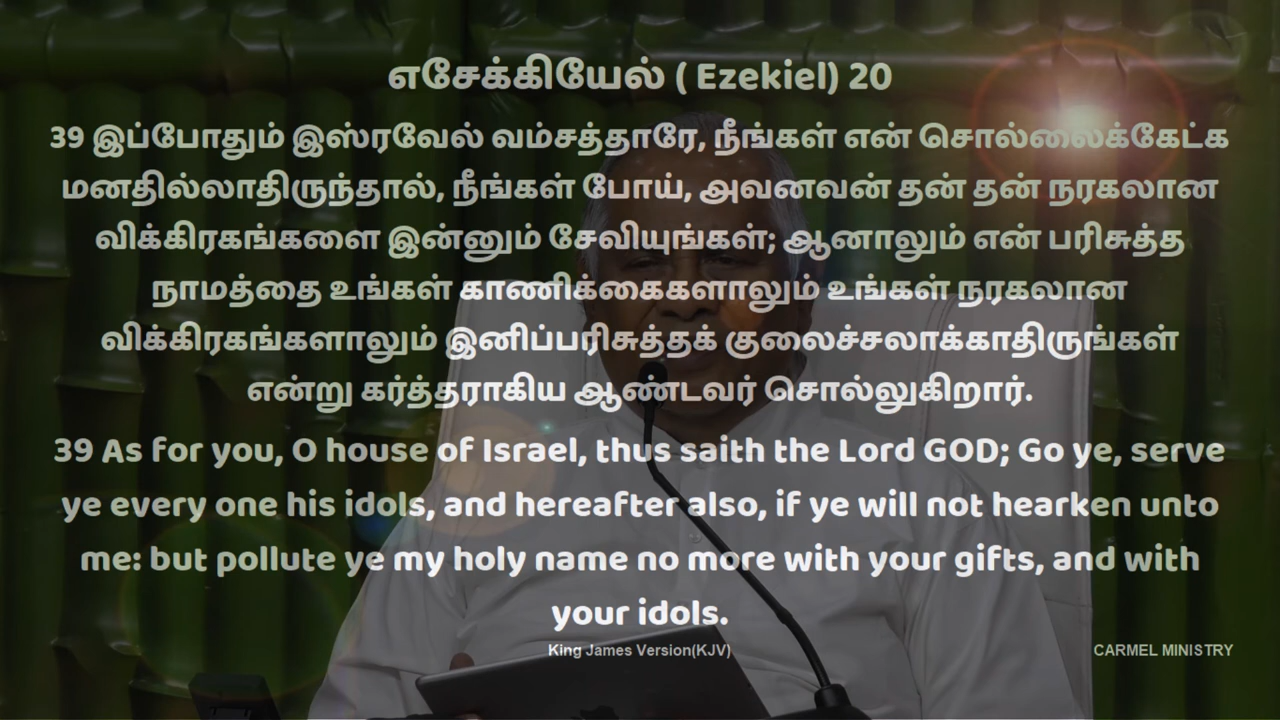 எசேக்கியேல் ( Ezekiel) 20
39 இப்போதும் இஸ்ரவேல் வம்சத்தாரே, நீங்கள் என் சொல்லைக்கேட்க
மனதில்லாதிருந்தால், நீங்கள் போய், அவனவன் தன் தன் நரகலான
விக்கிரகங்களை இன்னும் சேவியுங்கள்; ஆனாலும் என் பரிசுத்த
நாமத்தை உங்கள் காணிக்கைகளாலும் உங்கள் நரகலான
விக்கிரகங்களாலும் இனிப்பரிசுத்தக் குலைச்சலாக்காதிருங்கள்
என்று கர்த்தராகிய ஆண்டவர் சொல்லுகிறார்.
39 As for you, O house of Israel, thus saith the Lord GOD; Go ye, serve
ye every one his idols, and hereafter also, if ye will not hearken unto
me: but pollute ye my holy name no more with your gifts, and with
your idols.
King James Version(KJV)
CARMEL MINISTRY